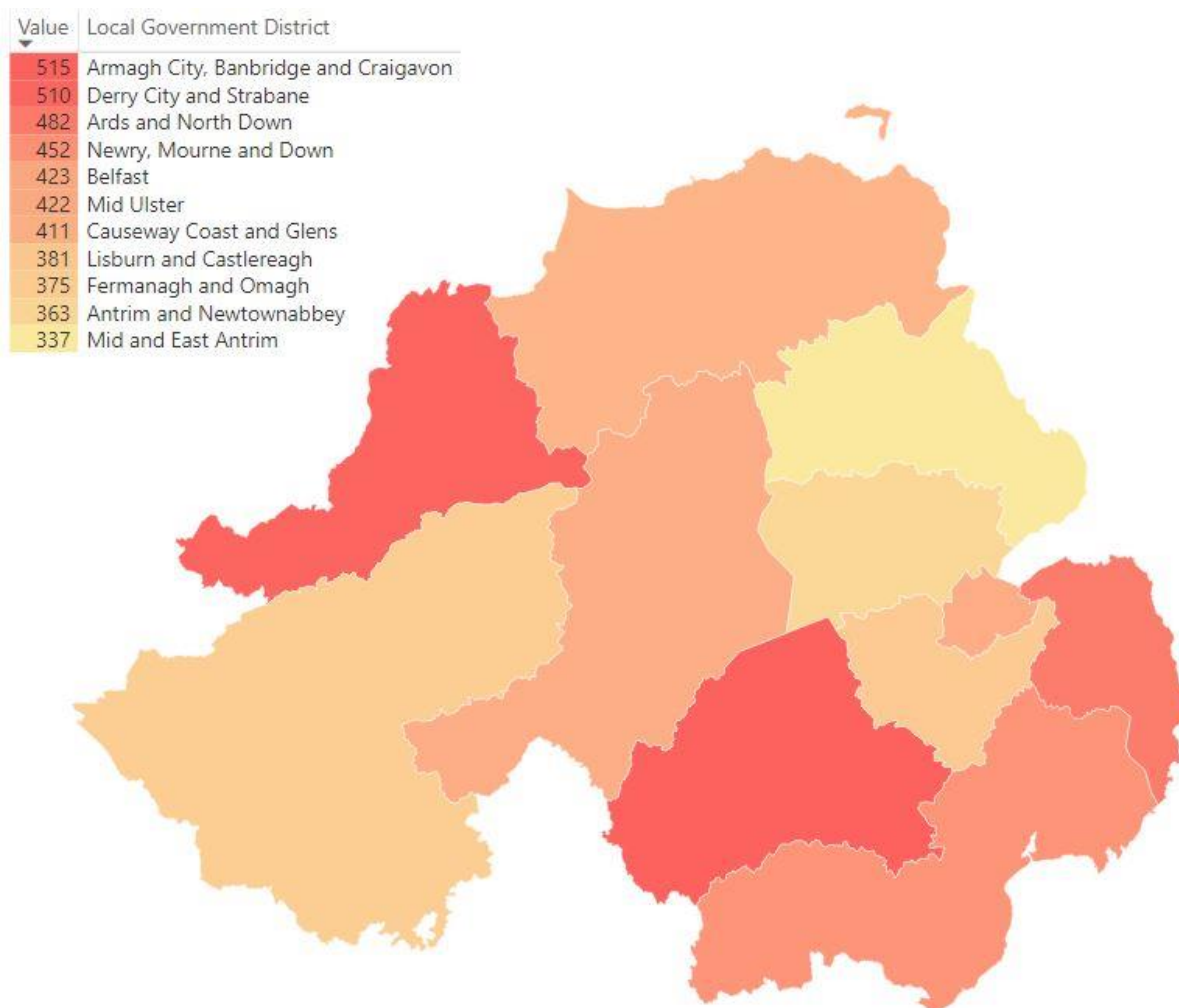 Value Local Government District
515 Armagh City, Banbridge and Craigavon
510 Derry City and Strabane
482 Ards and North Down
452 Newry, Mourne and Down
423 Belfast
422 Mid Ulster
411 Causeway Coast and Glens
381 Lisburn and Castlereagh
375 Fermanagh and Omagh
363 Antrim and Newtownabbey
337 Mid and East Antrim